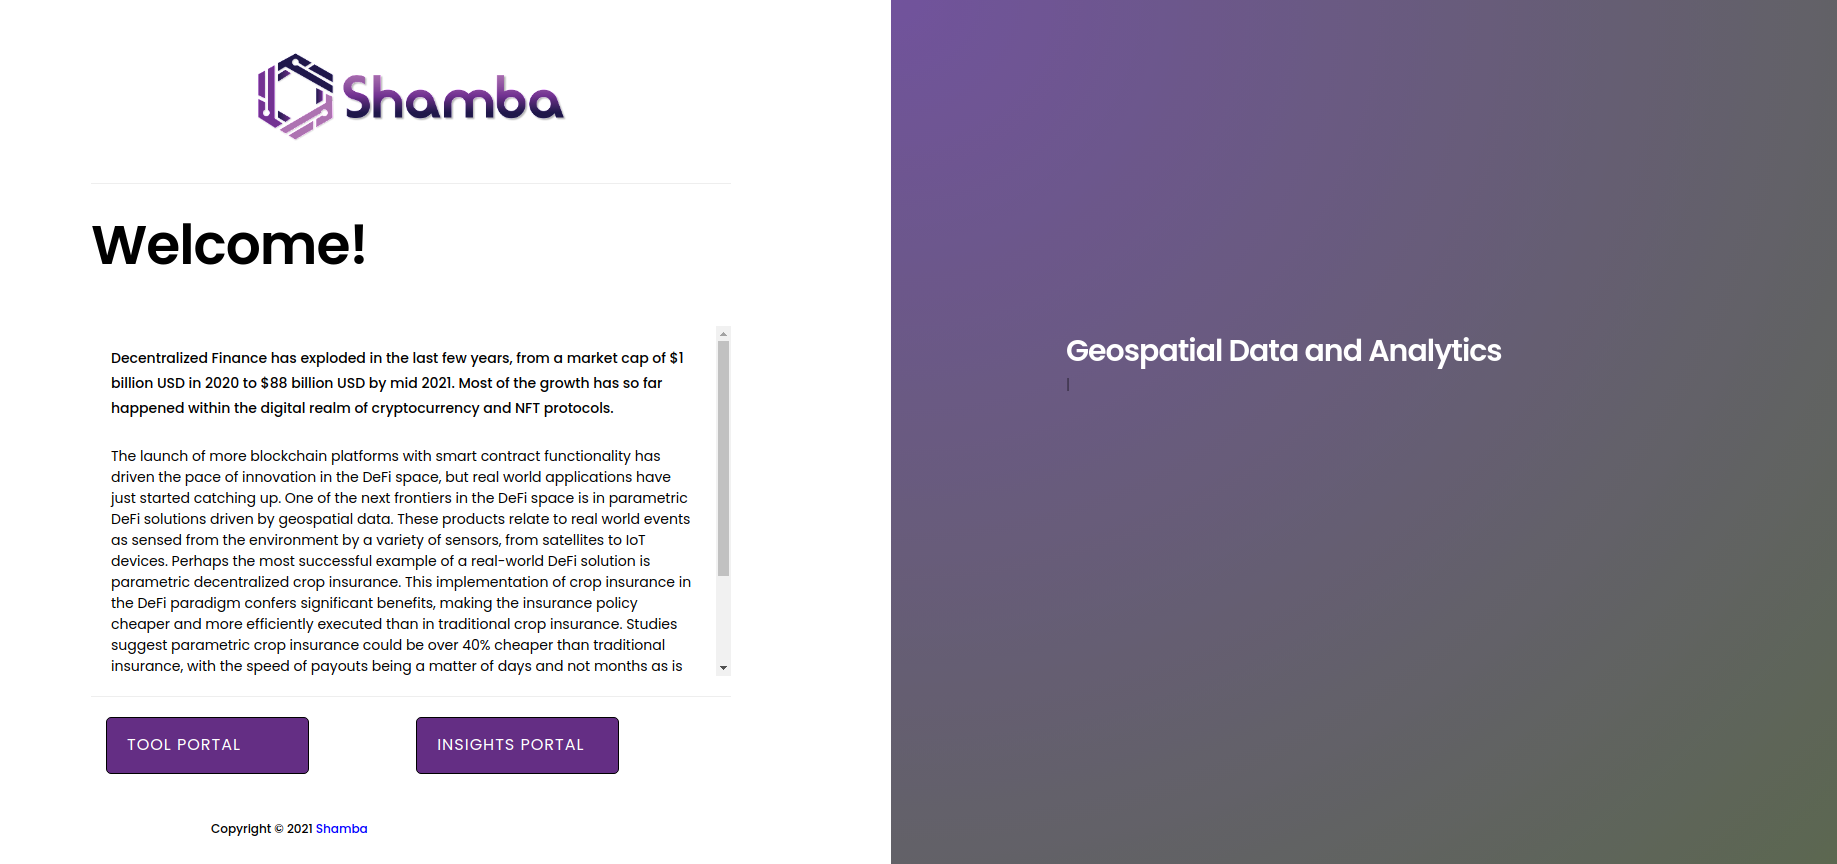 Shamba
Welcome!
Decentralized Finance has exploded in the last few years, from a market cap of $1
billion USD in 2020 to $88 billion USD by mid 2021. Most of the growth has so far
happened within the digital realm of cryptocurrency and NFT protocols.
The launch of more blockchain platforms with smart contract functionality has
driven the pace of innovation in the DeFi space, but real world applications have
just started catching up. One of the next frontiers in the DeFi space is in parametric
DeFi solutions driven by geospatial data. These products relate to real world events
as sensed from the environment by a variety of sensors, from satellites to IoT
devices. Perhaps the most successful example of a real-world DeFi solution is
parametric decentralized crop insurance. This implementation of crop insurance in
the DeFi paradigm confers significant benefits, making the insurance policy
cheaper and more efficiently executed than in traditional crop insurance. Studies
suggest parametric crop insurance could be over 40% cheaper than traditional
insurance, with the speed of payouts being a matter of days and not months as is
TOOL PORTAL
INSIGHTS PORTAL
Copyright © 2021 Shamba
Geospatial Data and Analytics